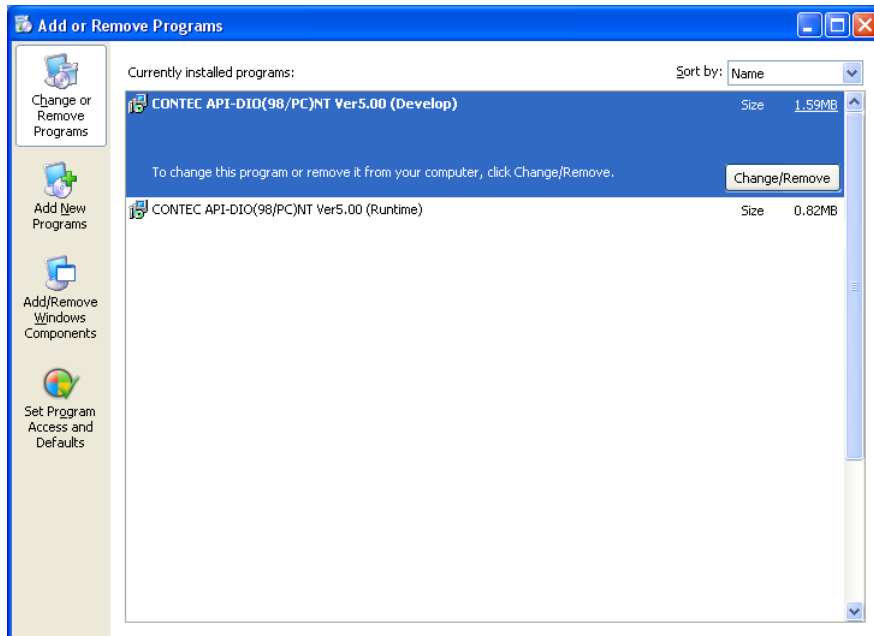 Add or Remove Programs
Change or
Remove
Programs
Currently installed programs:
Sort by: Name
CONTEC API-DIO(98/PC)NT Ver5.00 (Develop)
Size 1.59MB
To change this program or remove it from your computer, click Change/Remove.
Change/Remove
CONTEC API-DIO(98/PC)NT Ver5.00 (Runtime)
Size 0.82MB
Add New
Programs
Add/Remove
Windows
Components
Set Program
Access and
Defaults